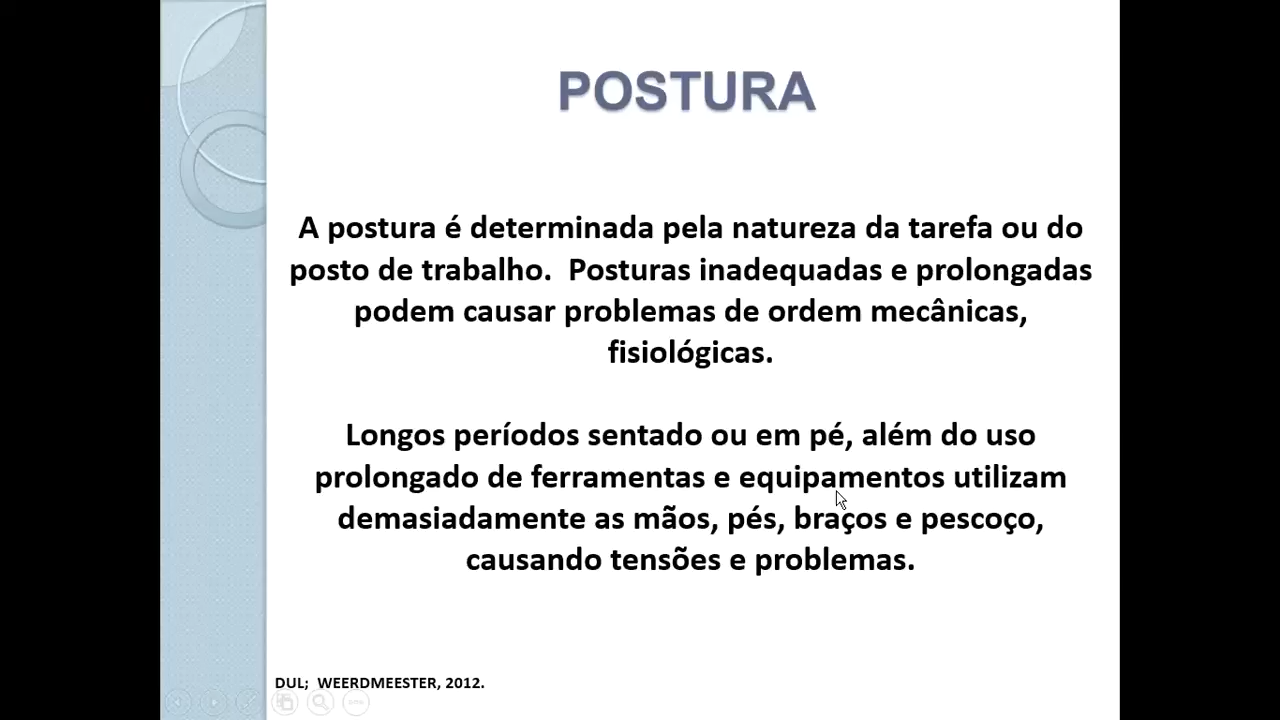 POSTURA
A postura é determinada pela natureza da tarefa ou do
posto de trabalho.  Posturas inadequadas e prolongadas
podem causar problemas de ordem mecânicas,
fisiológicas.
Longos períodos sentado ou em pé, além do uso
prolongado de ferramentas e equipamentos utilizam
demasiadamente as mãos, pés, braços e pescoço,
causando tensões e problemas.
DUL;  WEERDMEESTER, 2012.